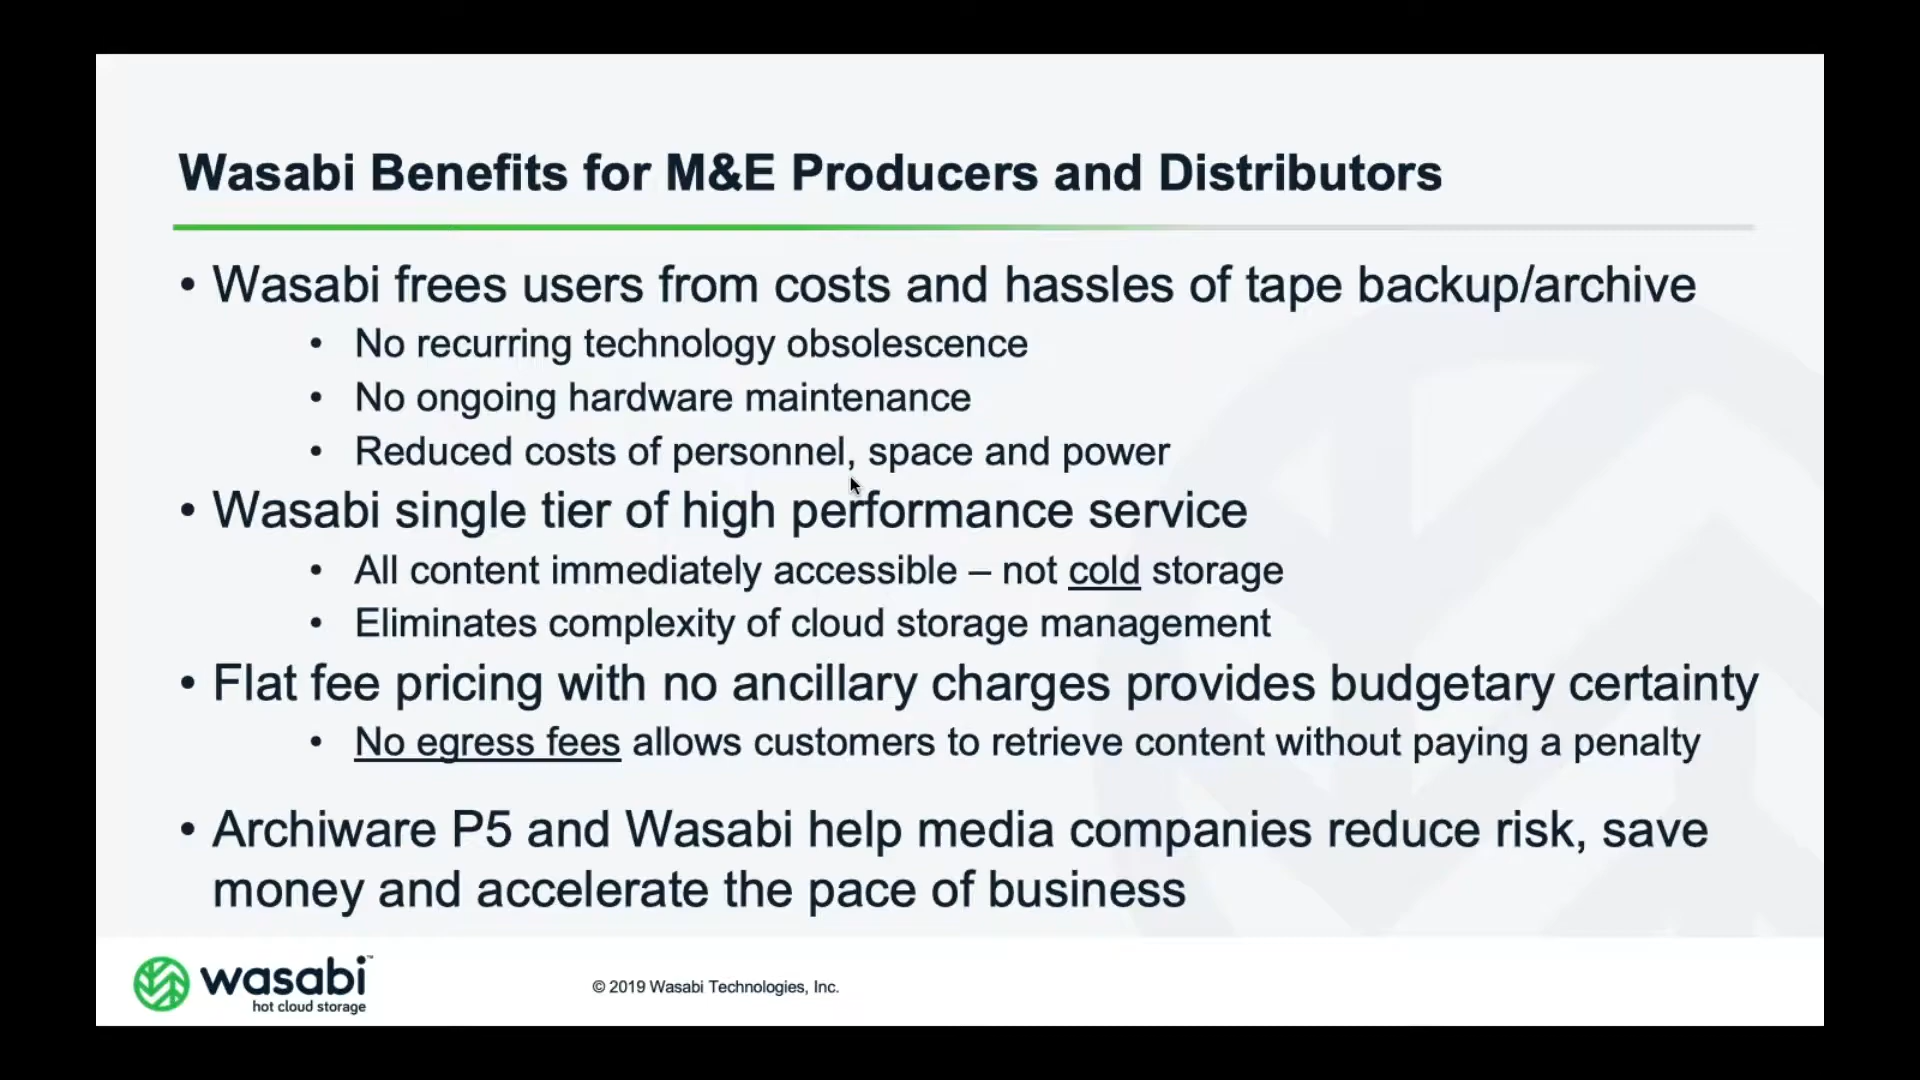 Wasabi Benefits for M&E Producers and Distributors
• Wasabi frees users from costs and hassles of tape backup/archive
• No recurring technology obsolescence
• No ongoing hardware maintenance
• Reduced costs of personnel, space and power
• Wasabi single tier of high performance service
• All content immediately accessible – not cold storage
• Eliminates complexity of cloud storage management
• Flat fee pricing with no ancillary charges provides budgetary certainty
• No egress fees allows customers to retrieve content without paying a penalty
• Archiware P5 and Wasabi help media companies reduce risk, save
money and accelerate the pace of business
wasabi™
hot cloud storage
© 2019 Wasabi Technologies, Inc.